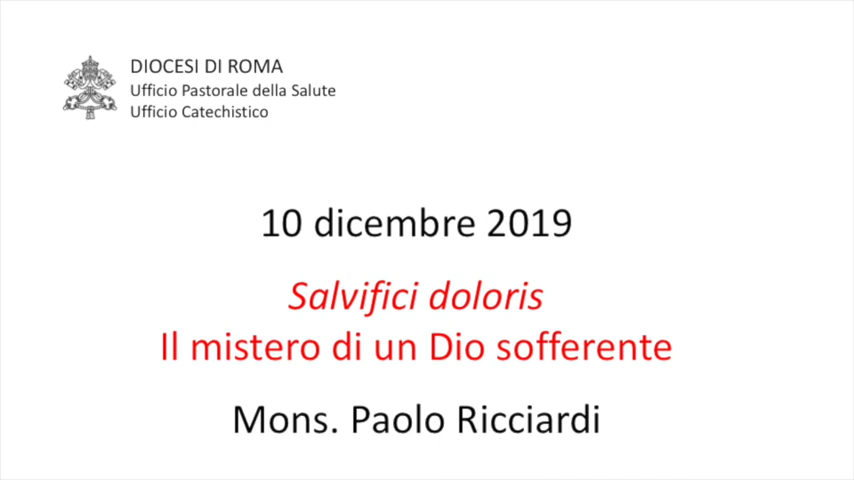 DIOCESI DI ROMA
Ufficio Pastorale della Salute
Ufficio Catechistico
10 dicembre 2019
Salvifici doloris
Il mistero di un Dio sofferente
Mons. Paolo Ricciardi